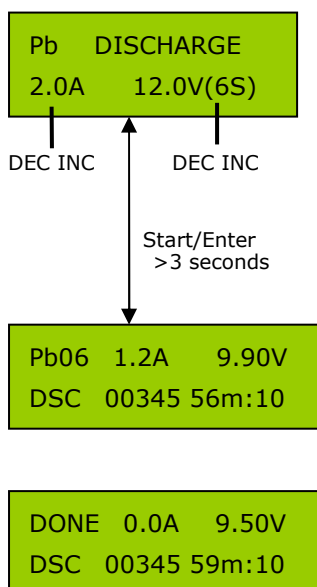 Pb DISCHARGE
2.0A 12.0V(6S)
DEC INC DEC INC
Start/Enter
>3 seconds
Pb06 1.2A 9.90V
DSC 00345 56m:10
DONE 0.0A 9.50V
DSC 00345 59m:10